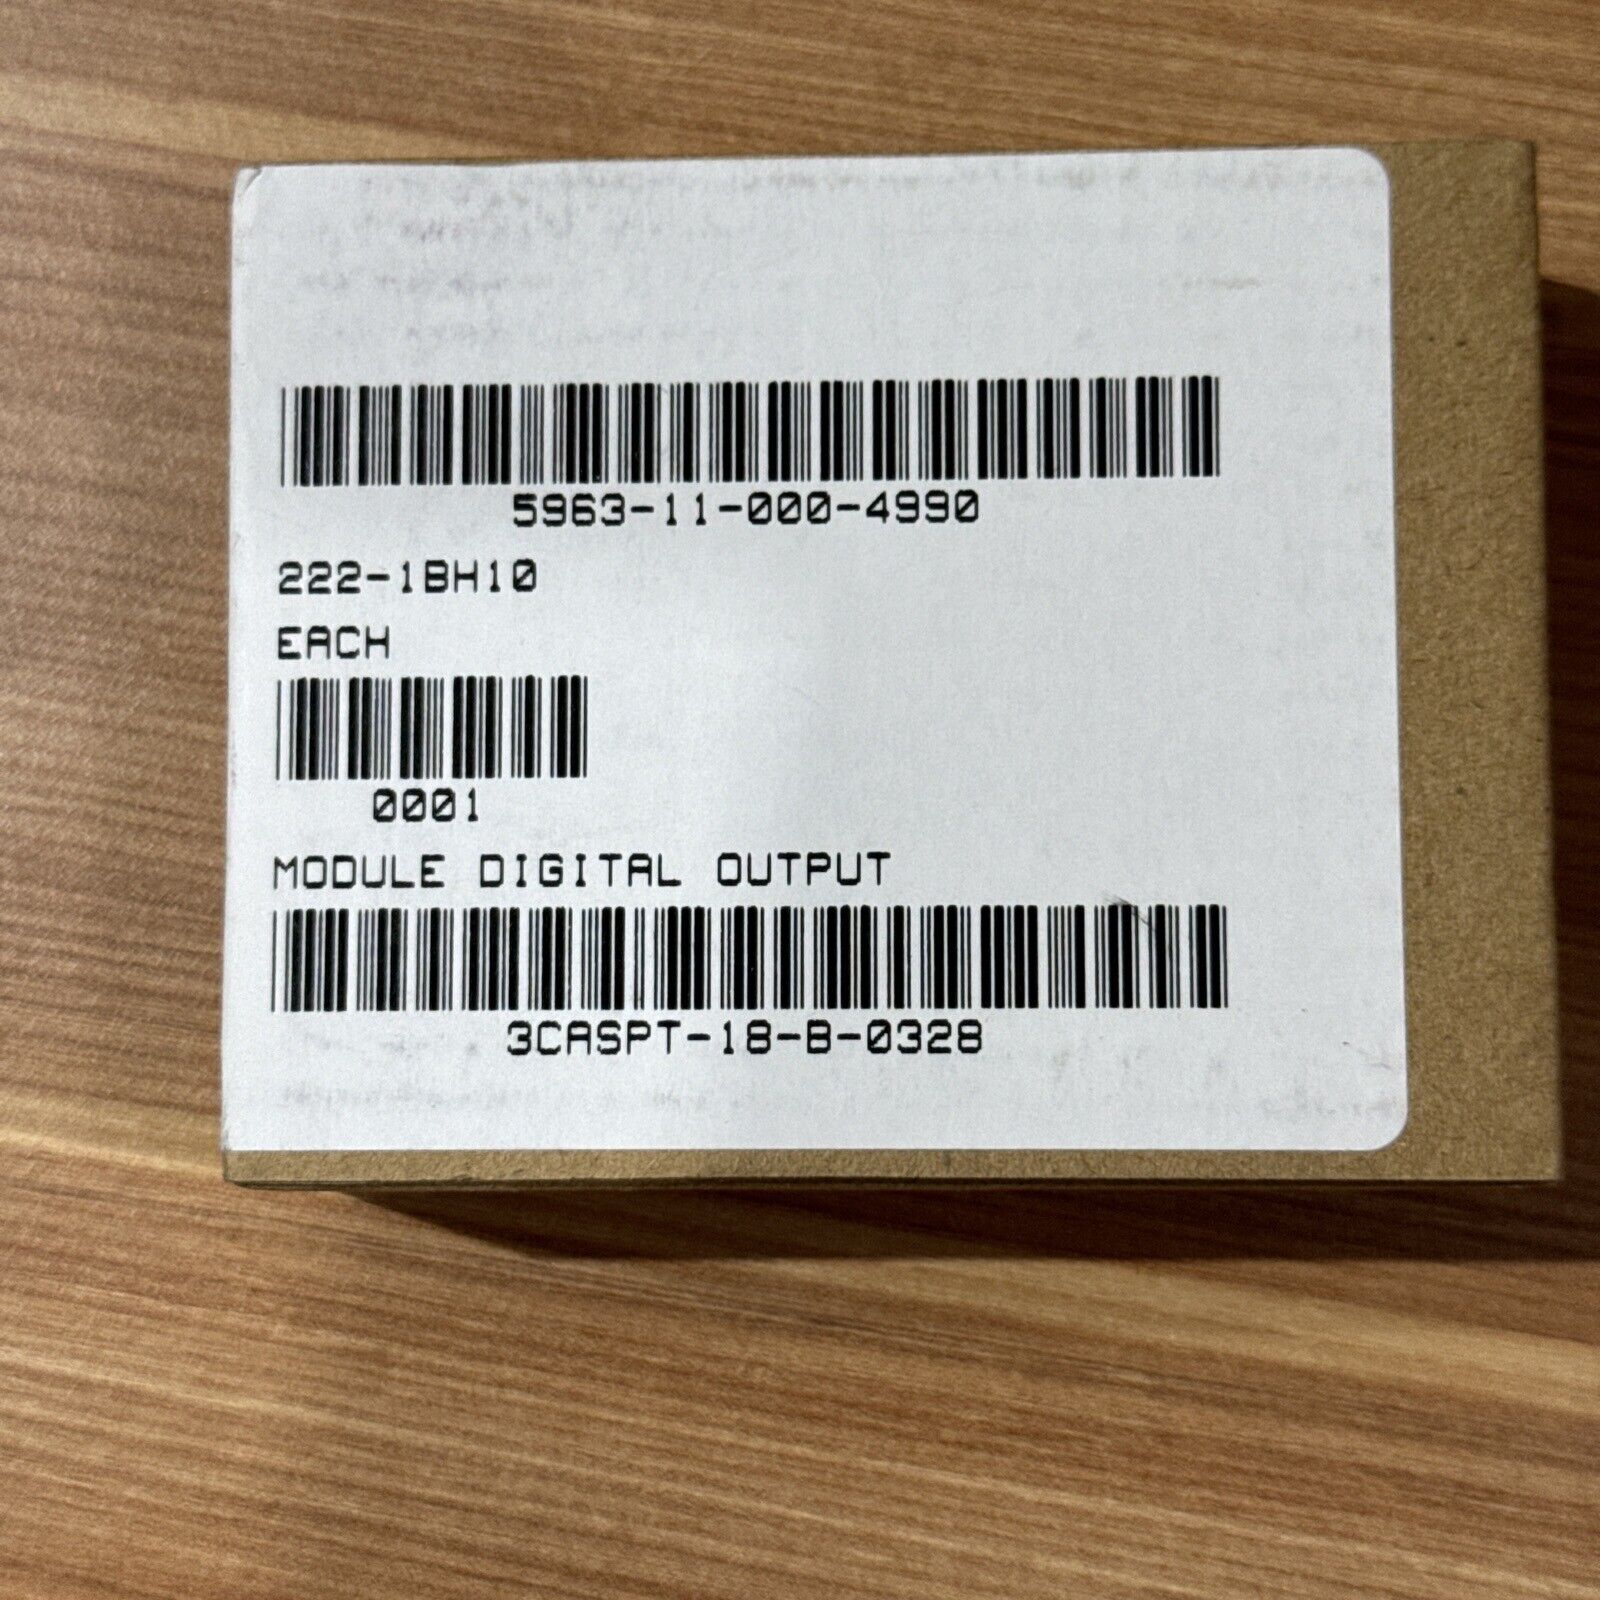 5963-11-000-4990
222-1BH10
EACH
0001
MODULE DIGITAL OUTPUT
3CASPT-18-B-0328